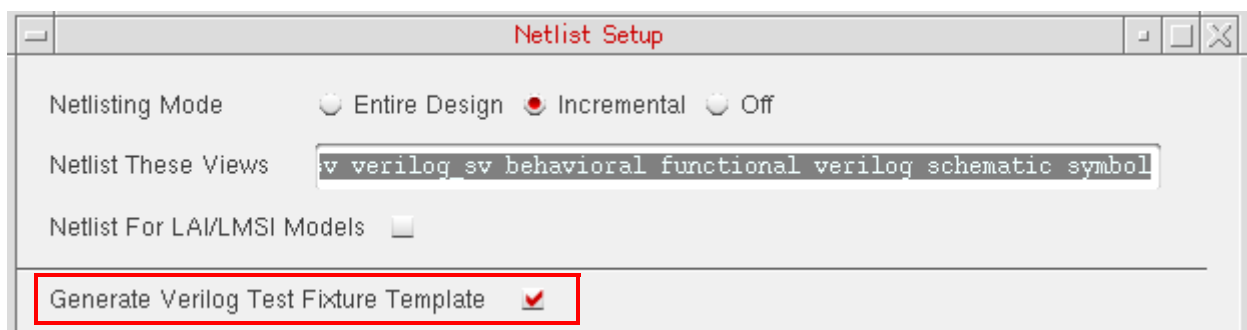 Netlist Setup
Netlisting Mode Entire Design Incremental Off
Netlist These Views verilog_sv behavioral functional verilog schematic symbol
Netlist For LAI/LMSI Models
Generate Verilog Test Fixture Template